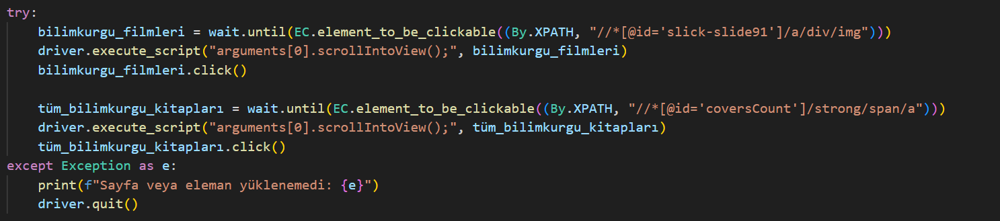 try:
    bilimkurgu_filmleri = wait.until(EC.element_to_be_clickable((By.XPATH, "//*[@id='slick-slide91']/a/div/img")))
    driver.execute_script("arguments[0].scrollIntoView();", bilimkurgu_filmleri)
    bilimkurgu_filmleri.click()

    tüm_bilimkurgu_kitapları = wait.until(EC.element_to_be_clickable((By.XPATH, "//*[@id='coversCount']/strong/span/a")))
    driver.execute_script("arguments[0].scrollIntoView();", tüm_bilimkurgu_kitapları)
    tüm_bilimkurgu_kitapları.click()
except Exception as e:
    print(f"Sayfa veya eleman yüklenemedi: {e}")
    driver.quit()